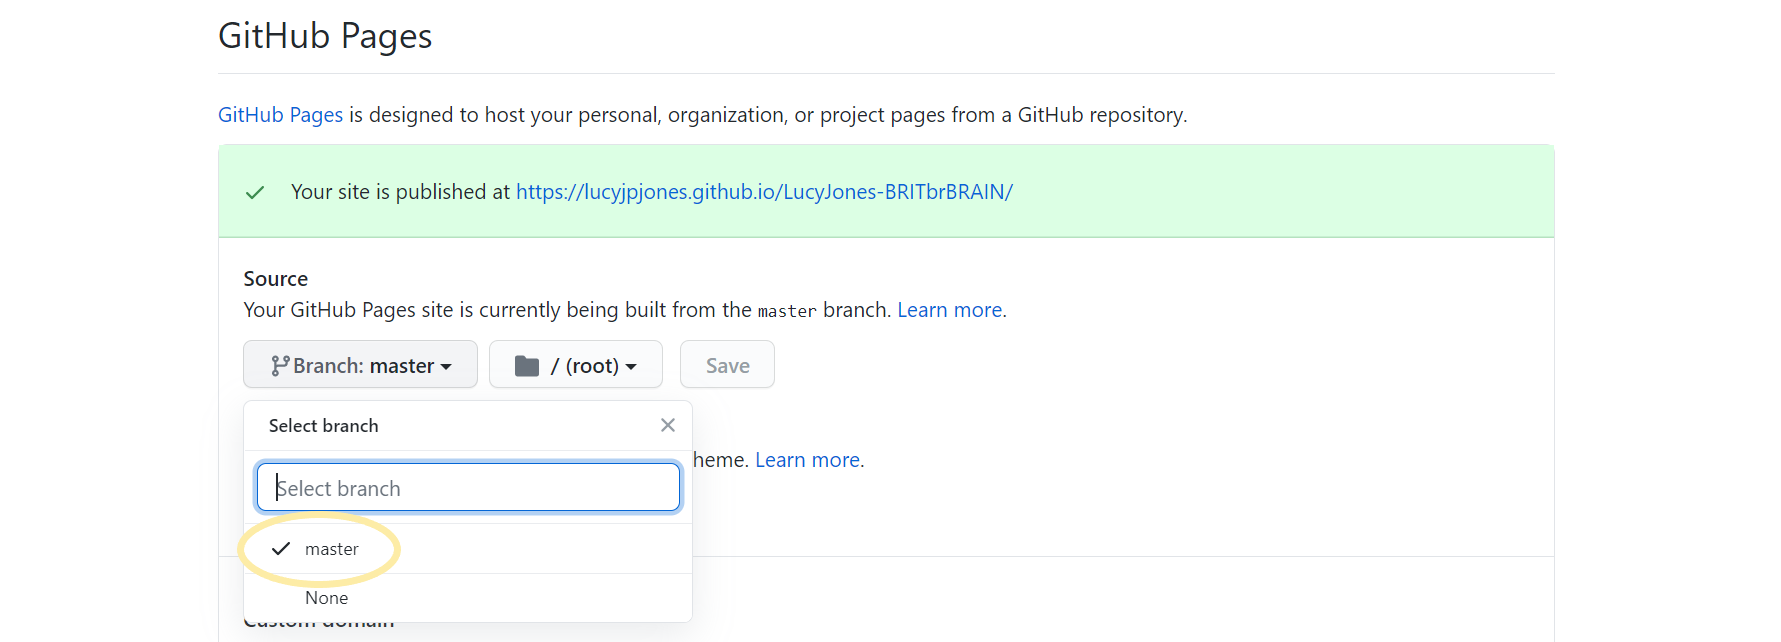 GitHub Pages
GitHub Pages is designed to host your personal, organization, or project pages from a GitHub repository.
Your site is published at https://lucyjpjones.github.io/LucyJones-BRITbrBRAIN/
Source
Your GitHub Pages site is currently being built from the master branch. Learn more.
Branch: master / (root) Save
Select branch
heme. Learn more.
Select branch
master
None
Custom domain